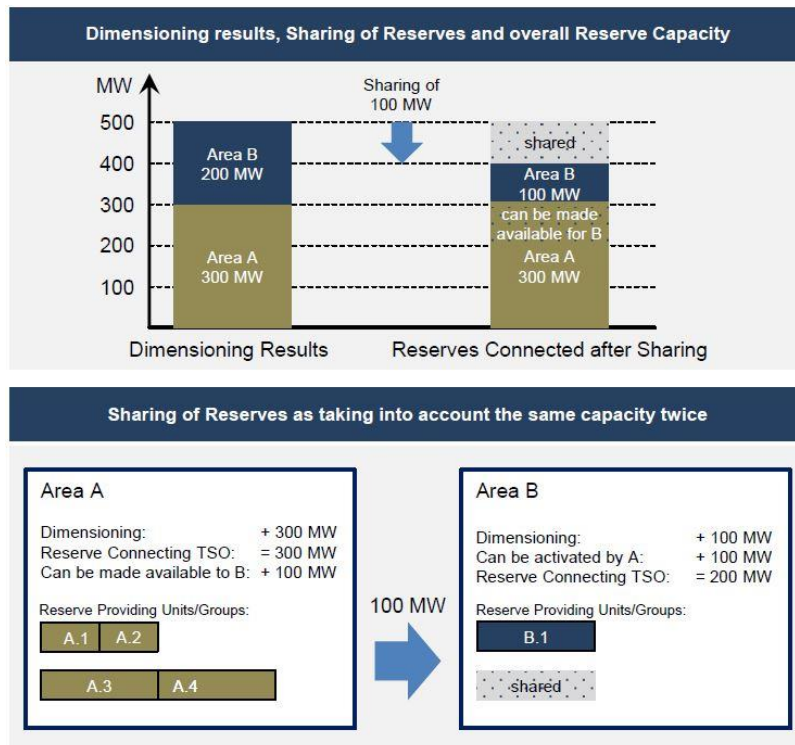 Dimensioning results, Sharing of Reserves and overall Reserve Capacity
MW
Sharing of
100 MW
500
400
300
200
100
Area B
200 MW
Area A
300 MW
shared
Area B
100 MW
can be made
available for B
Area A
300 MW
Dimensioning Results
Reserves Connected after Sharing
Sharing of Reserves as taking into account the same capacity twice
Area A
Dimensioning: + 300 MW
Reserve Connecting TSO: = 300 MW
Can be made available to B: + 100 MW
Reserve Providing Units/Groups:
A.1 A.2
A.3 A.4
100 MW
Area B
Dimensioning: + 100 MW
Can be activated by A: + 100 MW
Reserve Connecting TSO: = 200 MW
Reserve Providing Units/Groups:
B.1
shared